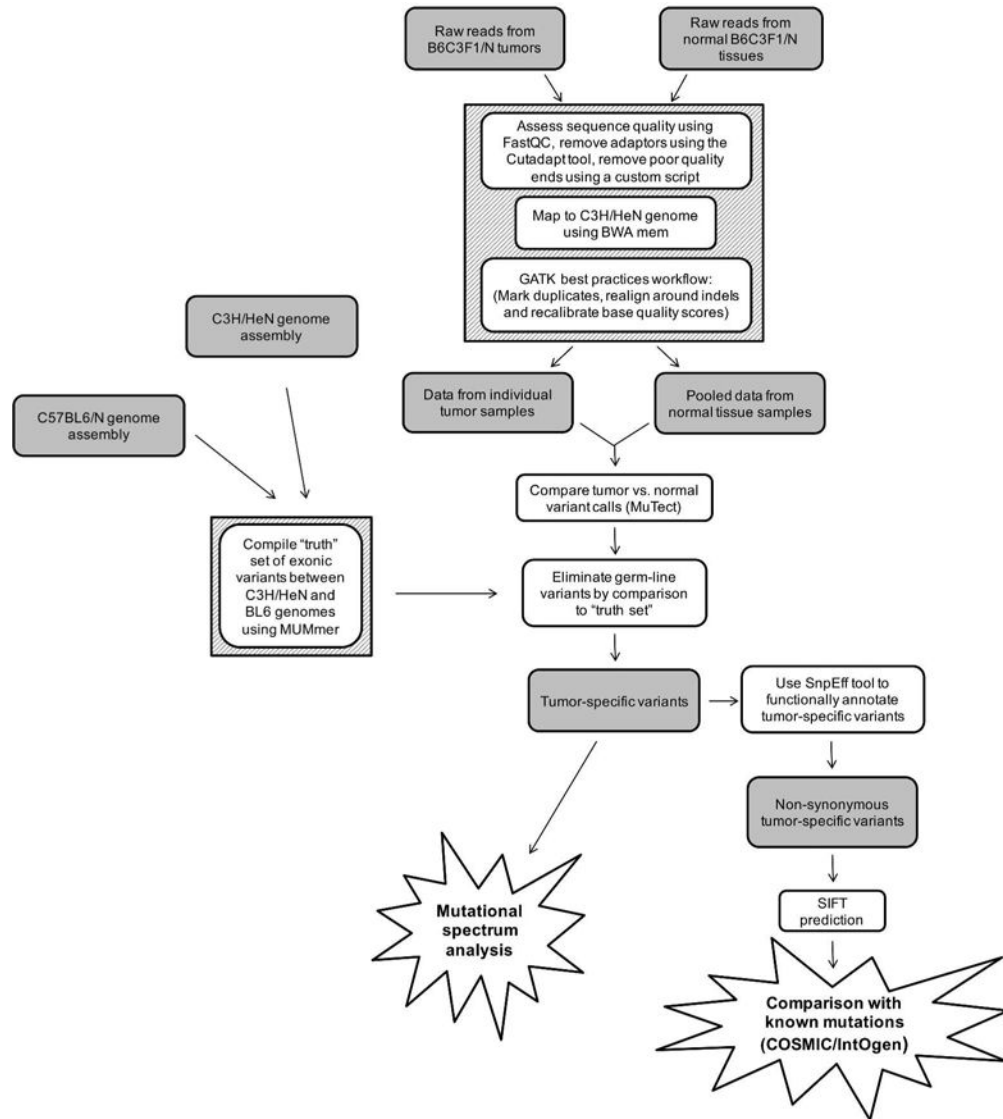 Raw reads from
B6C3F1/N tumors
Raw reads from
normal B6C3F1/N
tissues
Assess sequence quality using
FastQC, remove adaptors using the
Cutadapt tool, remove poor quality
ends using a custom script
Map to C3H/HeN genome
using BWA mem
GATK best practices workflow:
(Mark duplicates, realign around indels
and recalibrate base quality scores)
C3H/HeN genome
assembly
C57BL6/N genome
assembly
Data from individual
tumor samples
Pooled data from
normal tissue samples
Compare tumor vs. normal
variant calls (MuTect)
Compile “truth”
set of exonic
variants between
C3H/HeN and
BL6 genomes
using MUMmer
Eliminate germ-line
variants by comparison
to “truth set”
Tumor-specific variants
Use SnpEff tool to
functionally annotate
tumor-specific variants
Non-synonymous
tumor-specific variants
SIFT
prediction
Mutational
spectrum
analysis
Comparison with
known mutations
(COSMIC/IntOgen)